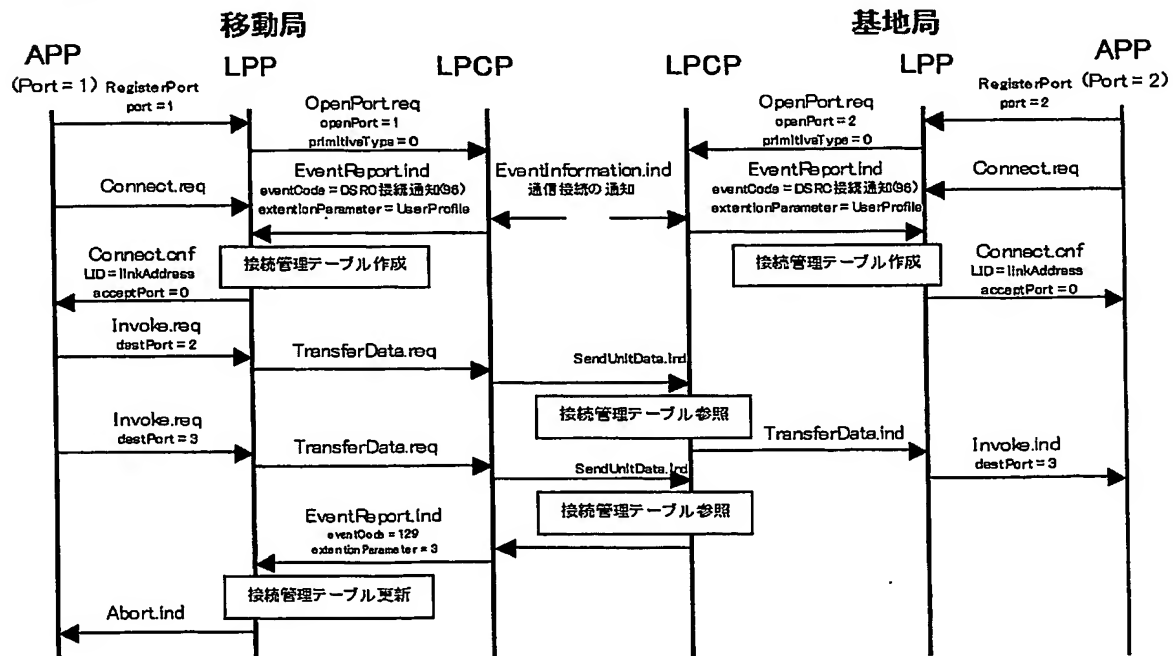 移動局
基地局
APP
(Port = 1)
LPP
LPCP
LPCP
LPP
APP
(Port = 2)
RegisterPort
port =1
OpenPort.req
openPort = 1
primitiveType = 0
OpenPort.req
openPort = 2
primitiveType = 0
RegisterPort
port = 2
Connect.req
EventReport.ind
eventCode = DSRC接続通知(96)
extentionParameter = UserProfile
EventInformation.ind
通信接続の通知
EventReport.ind
eventCode = DSRC接続通知(96)
extentionParameter = UserProfile
Connect.req
接続管理テーブル作成
接続管理テーブル作成
Connect.cnf
LID = linkAddress
acceptPort = 0
Connect.cnf
LID = linkAddress
acceptPort = 0
Invoke.req
destPort = 2
TransferData.req
SendUnitData.ind
接続管理テーブル参照
Invoke.req
destPort = 3
TransferData.req
SendUnitData.ind
TransferData.ind
Invoke.ind
destPort = 3
接続管理テーブル参照
EventReport.ind
eventCode = 129
extentionParameter = 3
接続管理テーブル更新
Abort.ind